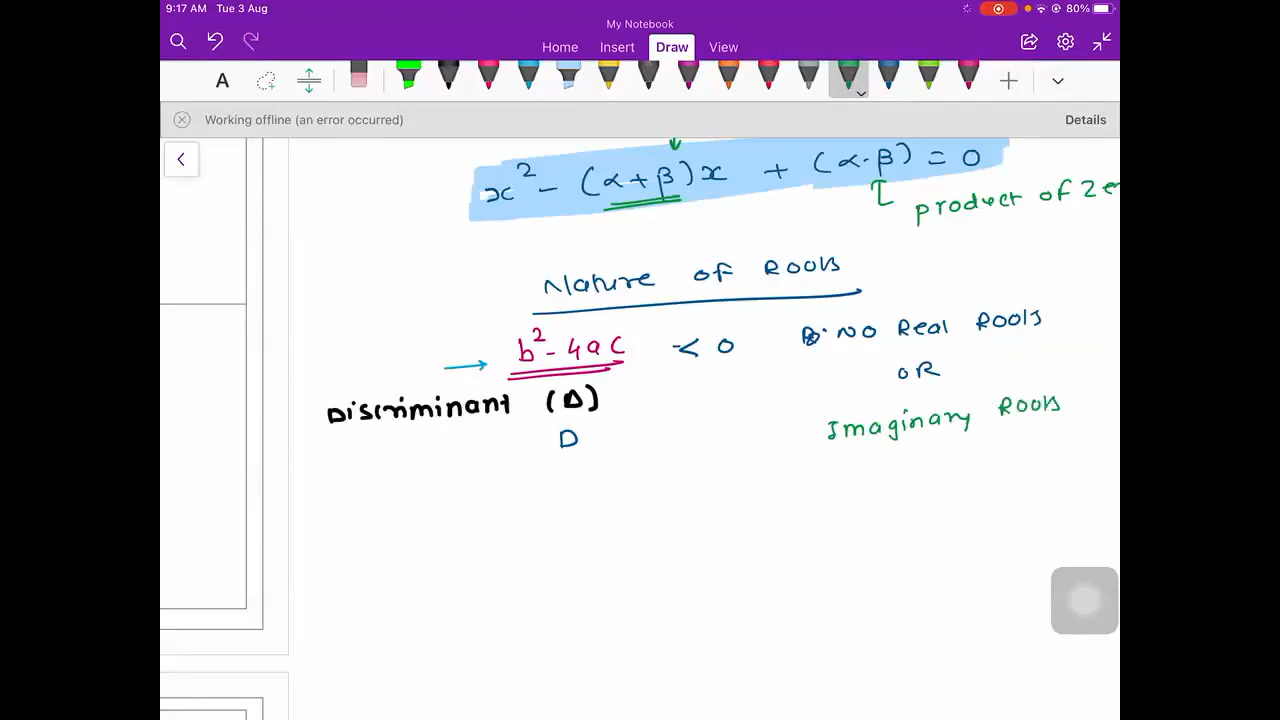 9:17 AM Tue 3 Aug
80%
My Notebook
Home Insert Draw View
A
Working offline (an error occurred) Details
x² - (α+β)x + (α·β) = 0
product of Ze
Nature of Roots
b² - 4ac < 0 No Real Roots
OR
Discriminant (Δ) Imaginary Roots
D